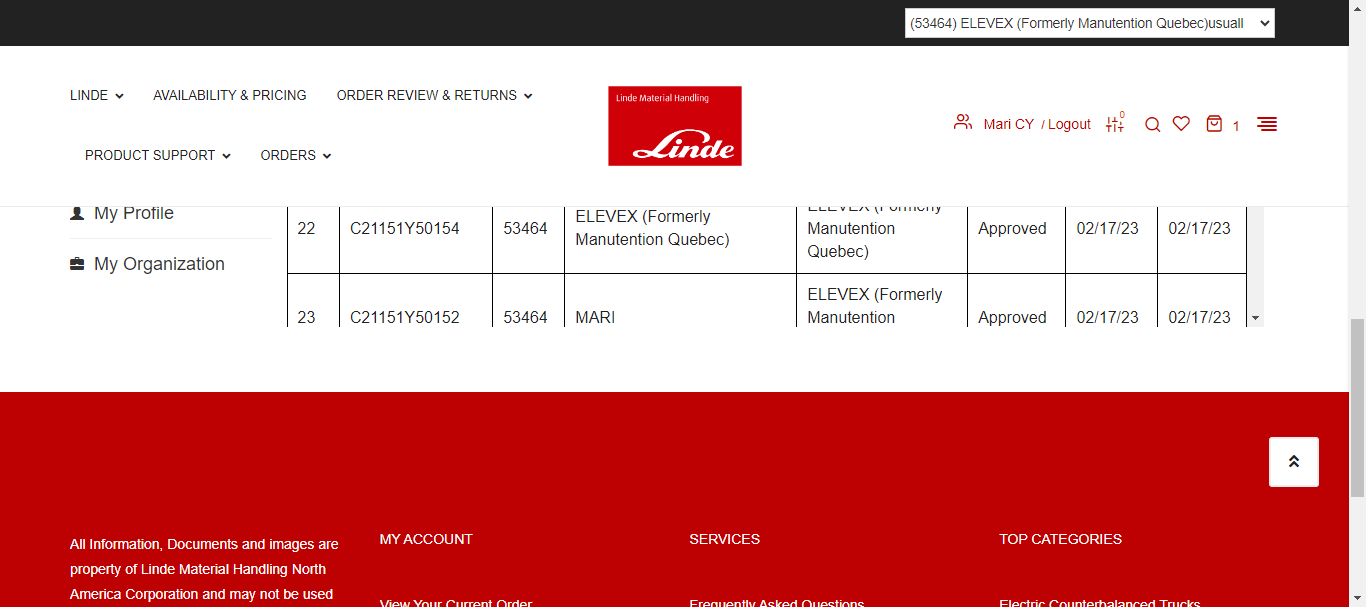 (53464) ELEVEX (Formerly Manutention Quebec)usuall
LINDE
AVAILABILITY & PRICING
ORDER REVIEW & RETURNS
PRODUCT SUPPORT
ORDERS
Linde Material Handling
Linde
Mari CY / Logout
0
1
My Profile
My Organization
22 C21151Y50154 53464 ELEVEX (Formerly Manutention Quebec) ELEVEX (Formerly Manutention Quebec) Approved 02/17/23 02/17/23
23 C21151Y50152 53464 MARI ELEVEX (Formerly Manutention Approved 02/17/23 02/17/23
All Information, Documents and images are
property of Linde Material Handling North
America Corporation and may not be used
MY ACCOUNT
View Your Current Order
SERVICES
Frequently Asked Questions
TOP CATEGORIES
Electric Counterbalanced Trucks